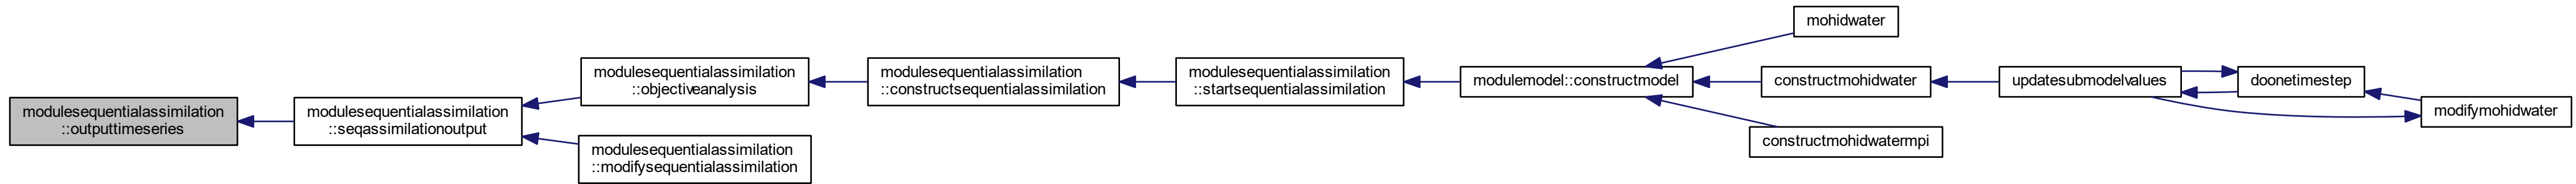 modulesequentialassimilation
::outputtimeseries
modulesequentialassimilation
::seqassimilationoutput
modulesequentialassimilation
::objectiveanalysis
modulesequentialassimilation
::modifysequentialassimilation
modulesequentialassimilation
::constructsequentialassimilation
modulesequentialassimilation
::startsequentialassimilation
modulemodel::constructmodel
mohidwater
constructmohidwater
constructmohidwatermpi
updatesubmodelvalues
doonetimestep
modifymohidwater